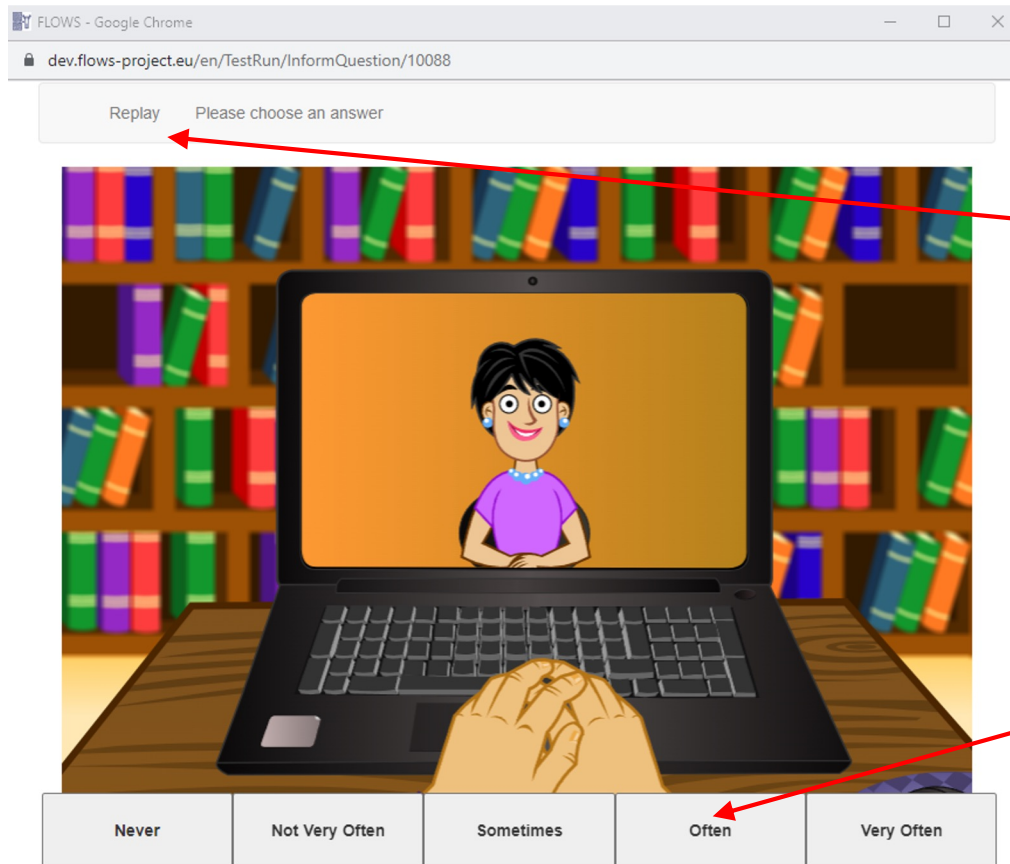 FLOWS - Google Chrome
dev.flows-project.eu/en/TestRun/InformQuestion/10088
Replay Please choose an answer
Never Not Very Often Sometimes Often Very Often